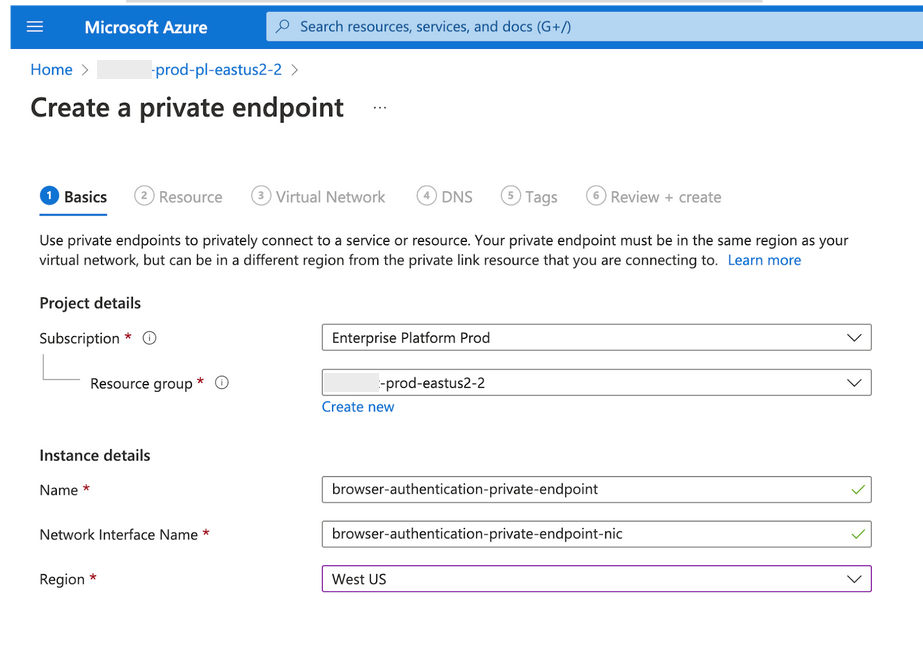 Microsoft Azure
Search resources, services, and docs (G+/)
Home > -prod-pl-eastus2-2 >
Create a private endpoint ...
1 Basics 2 Resource 3 Virtual Network 4 DNS 5 Tags 6 Review + create
Use private endpoints to privately connect to a service or resource. Your private endpoint must be in the same region as your
virtual network, but can be in a different region from the private link resource that you are connecting to. Learn more
Project details
Subscription * Enterprise Platform Prod
Resource group * -prod-eastus2-2
Create new
Instance details
Name * browser-authentication-private-endpoint
Network Interface Name * browser-authentication-private-endpoint-nic
Region * West US